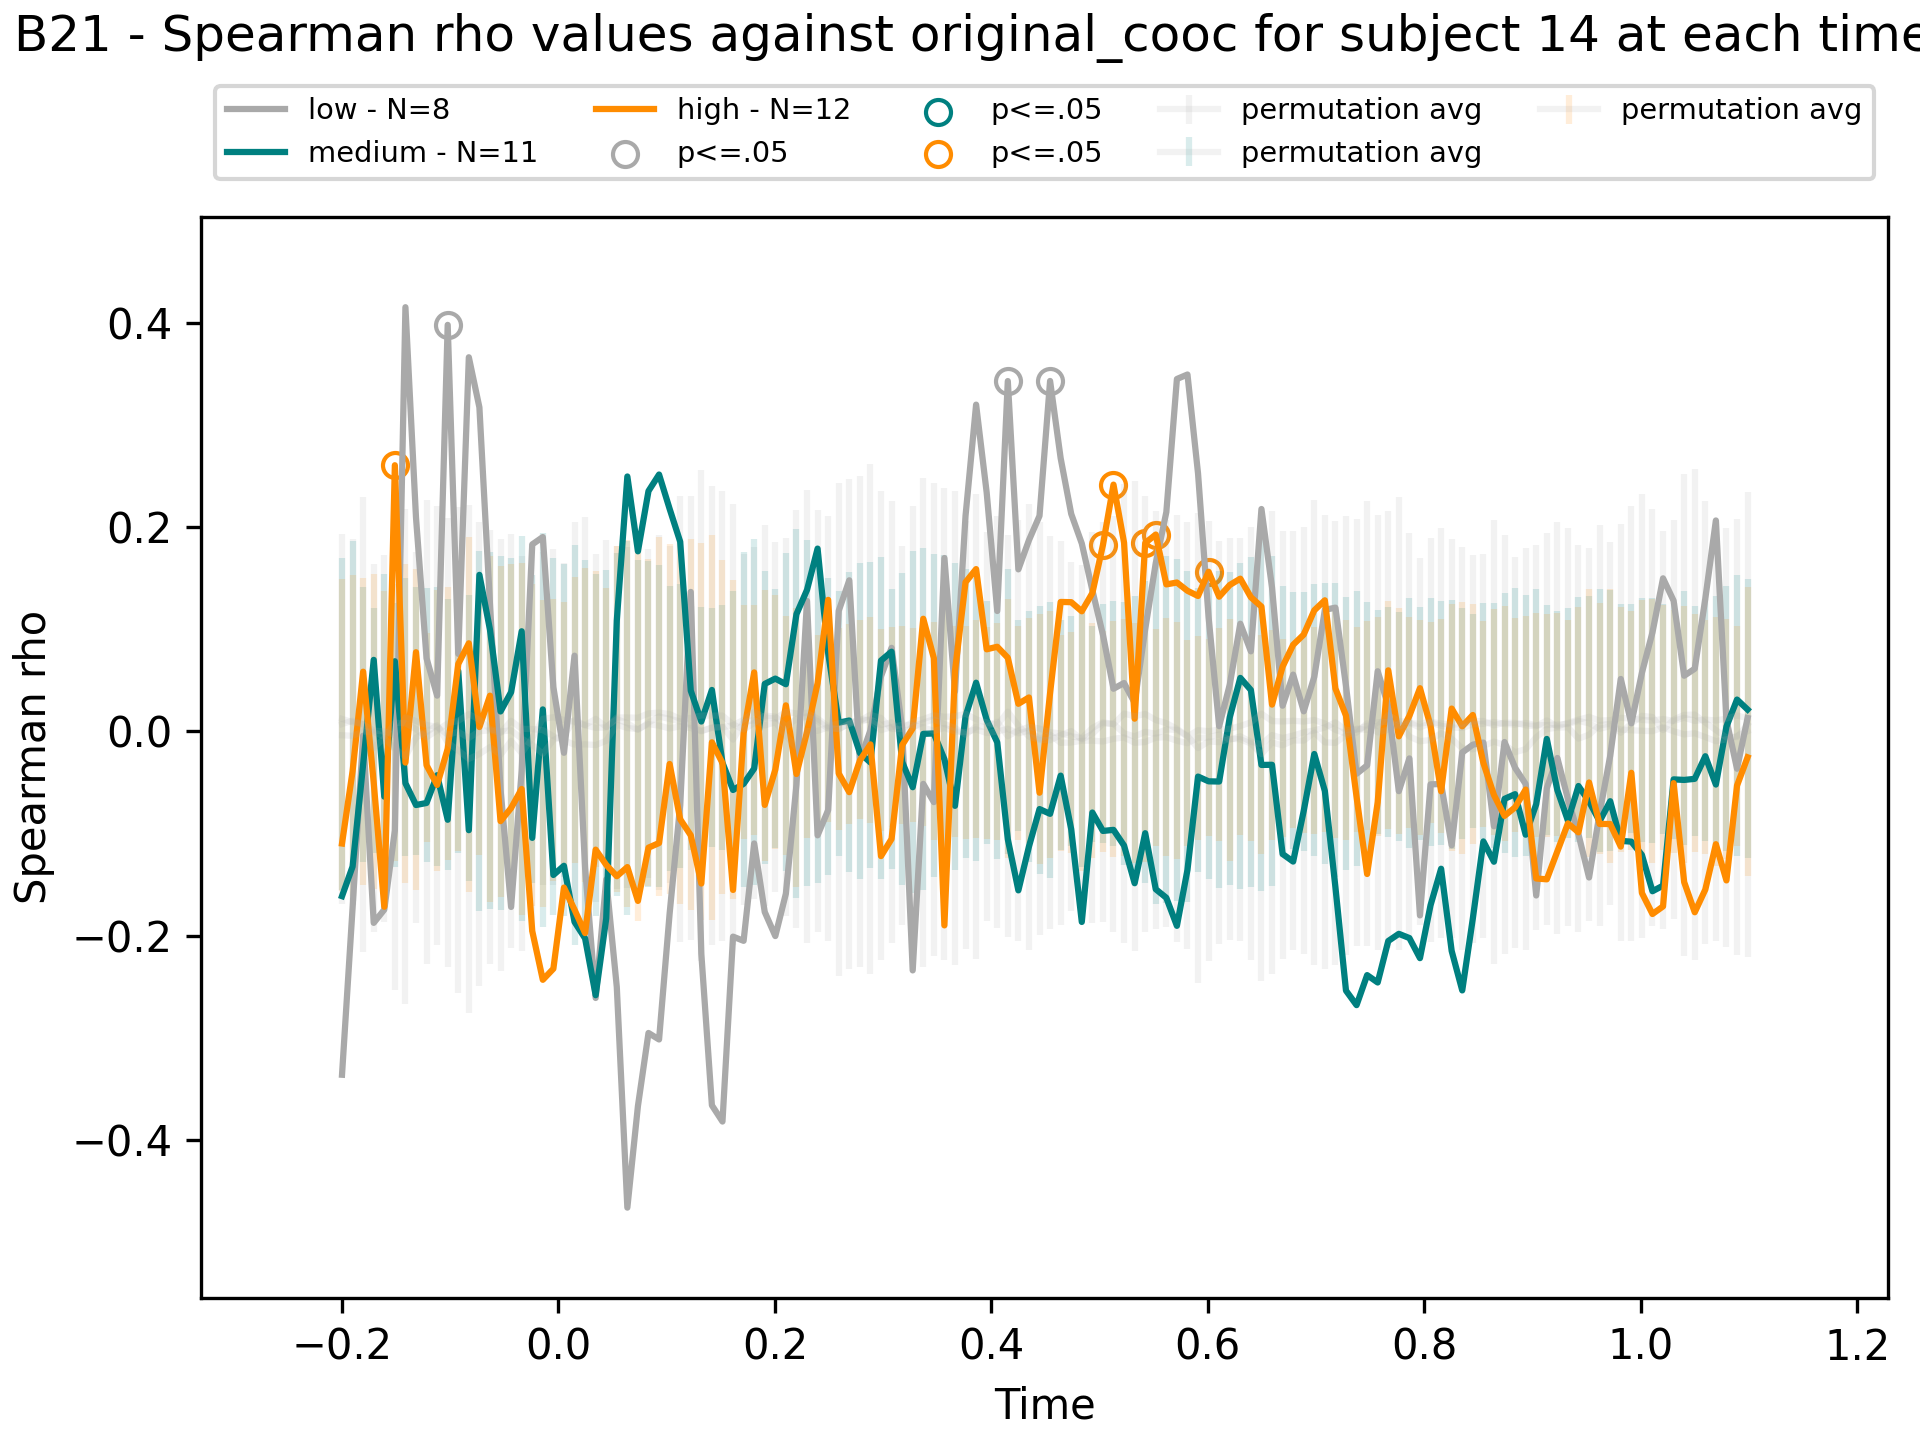 B21 - Spearman rho values against original_cooc for subject 14 at each time
low - N=8
medium - N=11
high - N=12
p<=.05
p<=.05
p<=.05
permutation avg
permutation avg
permutation avg
Spearman rho
0.4
0.2
0.0
−0.2
−0.4
−0.2 0.0 0.2 0.4 0.6 0.8 1.0 1.2
Time